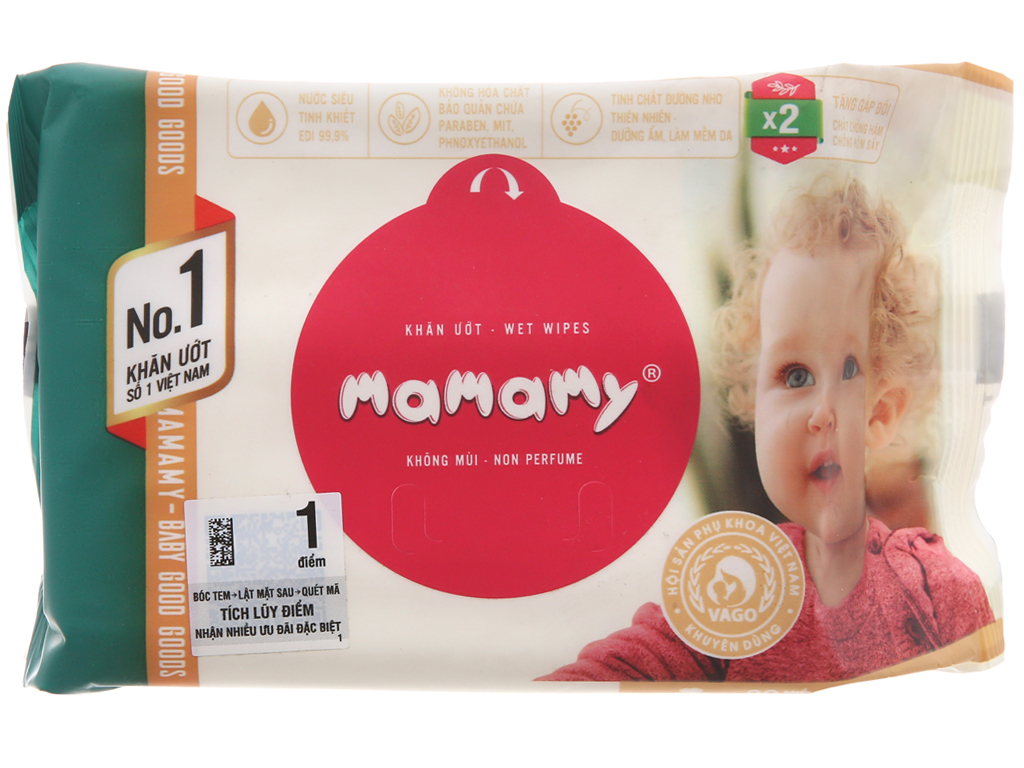 NƯỚC SIÊU
TINH KHIẾT
EDI 99,9%
KHÔNG HÓA CHẤT
BẢO QUẢN CHỨA
PARABEN, MIT,
PHNOXYETHANOL
TINH CHẤT ĐƯỜNG NHO
THIÊN NHIÊN -
DƯỠNG ẨM, LÀM MỀM DA
x2
TĂNG GẤP ĐÔI
GOOD GOODS
No.1
KHĂN ƯỚT
SỐ 1 VIỆT NAM
MAMAMY - BABY GOOD GOODS
KHĂN ƯỚT - WET WIPES
MAMAMY®
KHÔNG MÙI - NON PERFUME
1
điểm
BÓC TEM→LẬT MẶT SAU→QUÉT MÃ
TÍCH LŨY ĐIỂM
NHẬN NHIỀU ƯU ĐÃI ĐẶC BIỆT
1
HỘI SẢN PHỤ KHOA VIỆT NAM
VAGO
KHUYÊN DÙNG